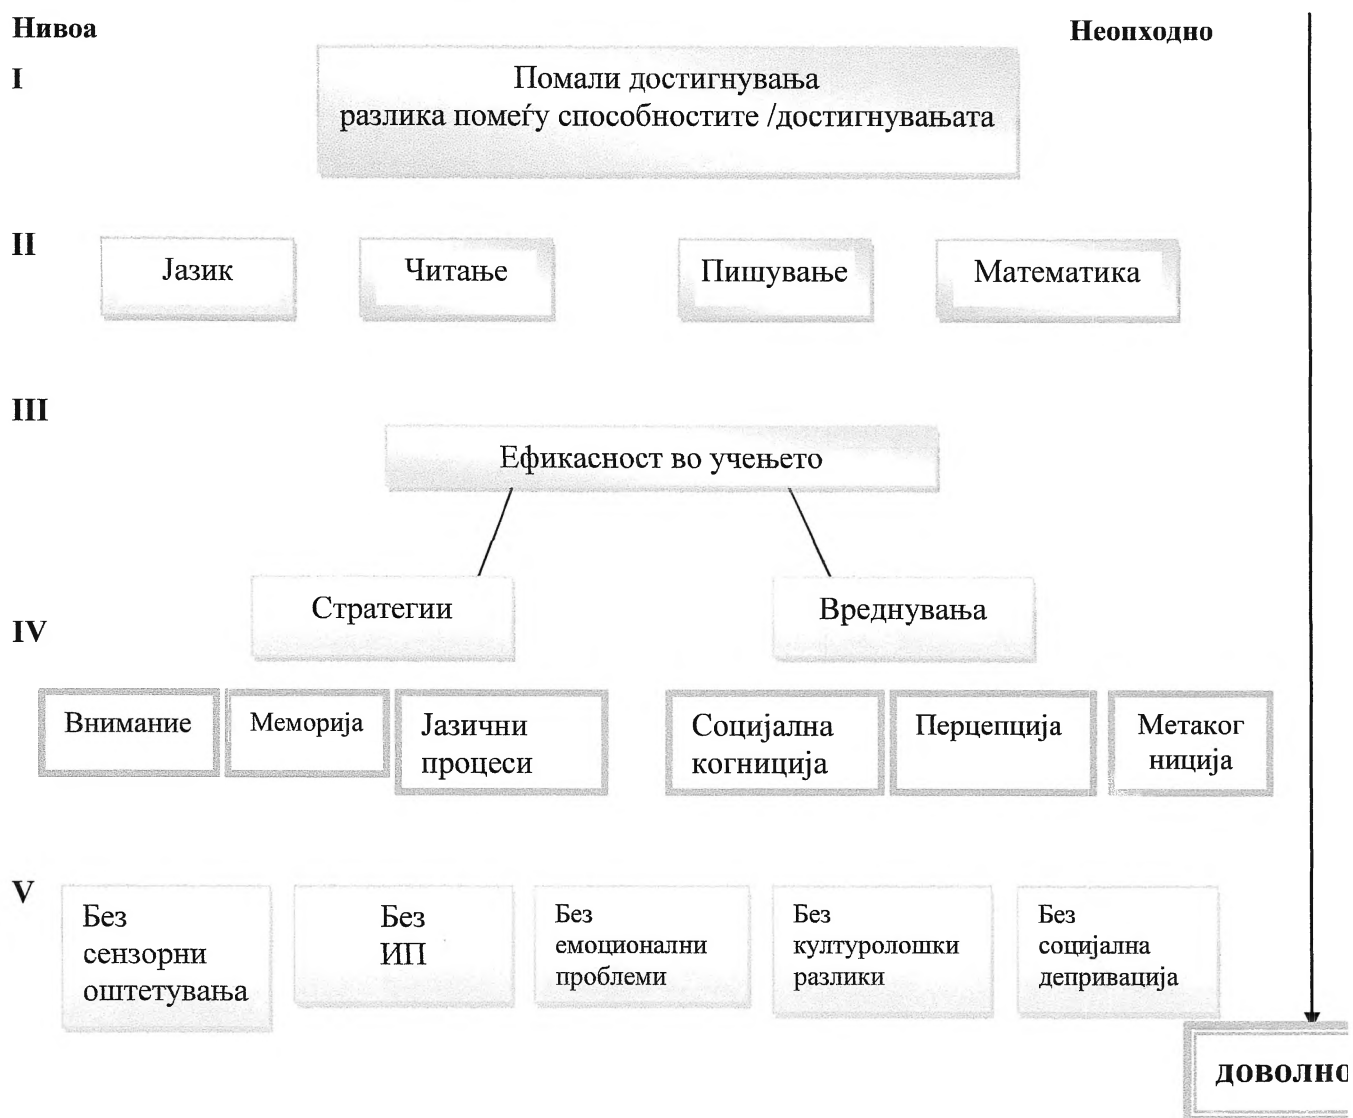 Нивоа
Неопходно
I
Помали достигнувања
разлика помеѓу способностите /достигнувањата
II
Јазик
Читање
Пишување
Математика
III
Ефикасност во учењето
Стратегии
Вреднувања
IV
Внимание
Меморија
Јазични
процеси
Социјална
когниција
Перцепција
Метаког
ниција
V
Без
сензорни
оштетувања
Без
ИП
Без
емоционални
проблеми
Без
културолошки
разлики
Без
социјална
депривација
доволно